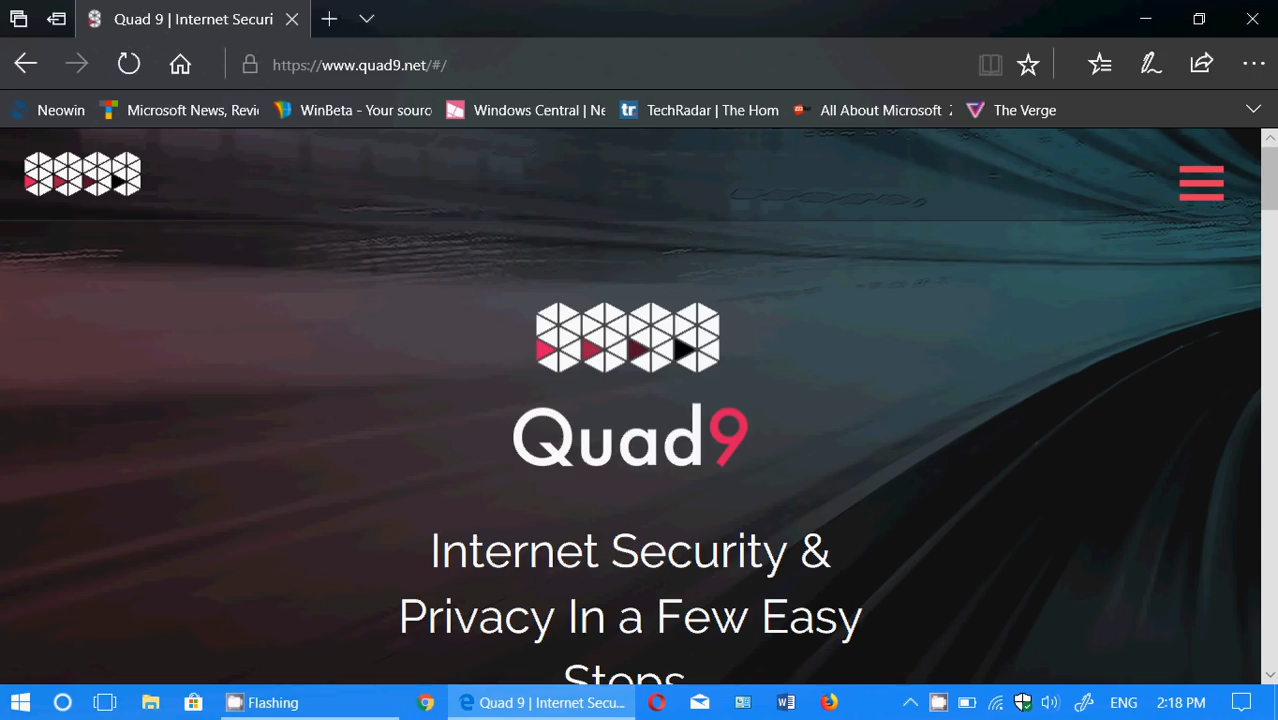 Quad 9 | Internet Securi
https://www.quad9.net/#/
Neowin
Microsoft News, Revi
WinBeta - Your sourc
Windows Central | Ne
TechRadar | The Hom
All About Microsoft
The Verge
Quad9
Internet Security &
Privacy In a Few Easy
Steps
Flashing
Quad 9 | Internet Secu...
ENG
2:18 PM